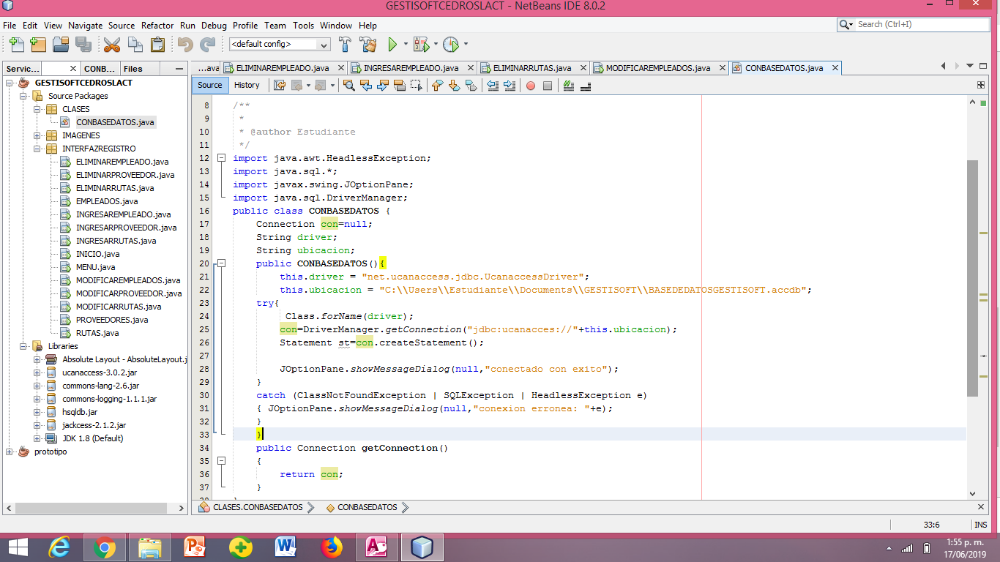 GESTISOFTCEDROSLACT - NetBeans IDE 8.0.2
File Edit View Navigate Source Refactor Run Debug Profile Team Tools Window Help
Search (Ctrl+I)
<default config>
Servic... CONB... Files
...ava ELIMINAREMPLEADO.java INGRESAREMPLEADO.java ELIMINARRUTAS.java MODIFICAREMPLEADOS.java CONBASEDATOS.java
Source History
GESTISOFTCEDROSLACT
Source Packages
CLASES
CONBASEDATOS.java
IMAGENES
INTERFAZREGISTRO
ELIMINAREMPLEADO.java
ELIMINARPROVEEDOR.java
ELIMINARRUTAS.java
EMPLEADOS.java
INGRESAREMPLEADO.java
INGRESARPROVEEDOR.java
INGRESARRUTAS.java
INICIO.java
MENU.java
MODIFICAREMPLEADOS.java
MODIFICARPROVEEDOR.java
MODIFICARRUTAS.java
PROVEEDORES.java
RUTAS.java
Libraries
Absolute Layout - AbsoluteLayout.j
ucanaccess-3.0.2.jar
commons-lang-2.6.jar
commons-logging-1.1.1.jar
hsqldb.jar
jackcess-2.1.2.jar
JDK 1.8 (Default)
prototipo
8 /**
9 *
10 * @author Estudiante
11 */
12 import java.awt.HeadlessException;
13 import java.sql.*;
14 import javax.swing.JOptionPane;
15 import java.sql.DriverManager;
16 public class CONBASEDATOS {
17 Connection con=null;
18 String driver;
19 String ubicacion;
20 public CONBASEDATOS(){
21 this.driver = "net.ucanaccess.jdbc.UcanaccessDriver";
22 this.ubicacion = "C:\\Users\\Estudiante\\Documents\\GESTISOFT\\BASEDEDATOSGESTISOFT.accdb";
23 try{
24 Class.forName(driver);
25 con=DriverManager.getConnection("jdbc:ucanacces://"+this.ubicacion);
26 Statement st=con.createStatement();
27
28 JOptionPane.showMessageDialog(null,"conectado con exito");
29 }
30 catch (ClassNotFoundException | SQLException | HeadlessException e)
31 { JOptionPane.showMessageDialog(null,"conexion erronea: "+e);
32 }
33 }
34 public Connection getConnection()
35 {
36 return con;
37 }
CLASES.CONBASEDATOS CONBASEDATOS
33:6 INS
1:55 p. m.
17/06/2019